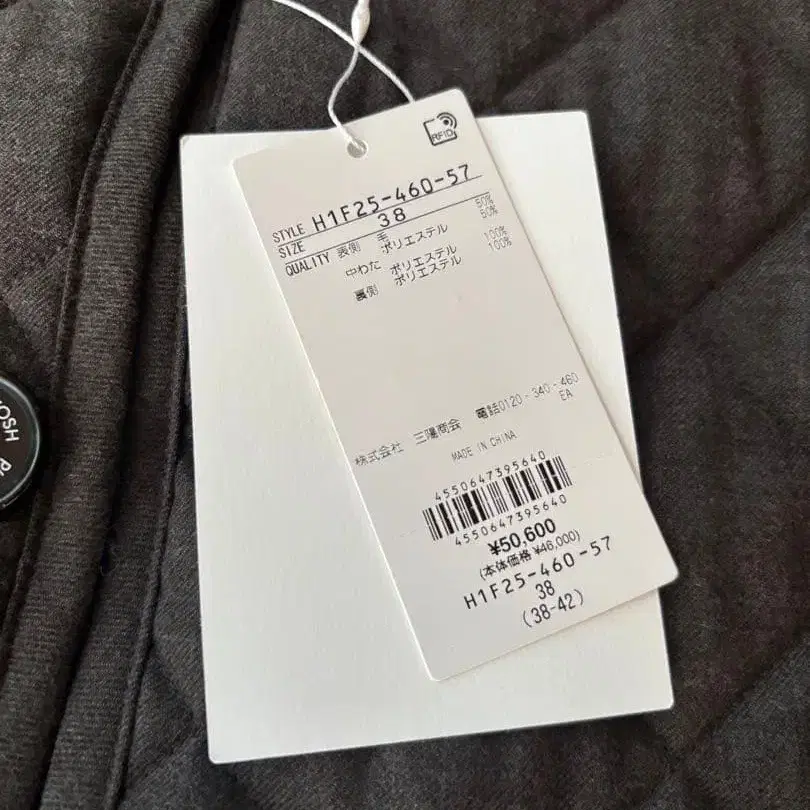 RFID
STYLE H1F25-460-57
SIZE 38
QUALITY 表側 毛 50%
ポリエステル 50%
中わた ポリエステル 100%
裏側 ポリエステル 100%
株式会社 三陽商会 電話0120-340-460
EA
MADE IN CHINA
4550647395640
4550647395640
¥50,600
(本体価格 ¥46,000)
H1F25-460-57
38
(38-42)
OSH